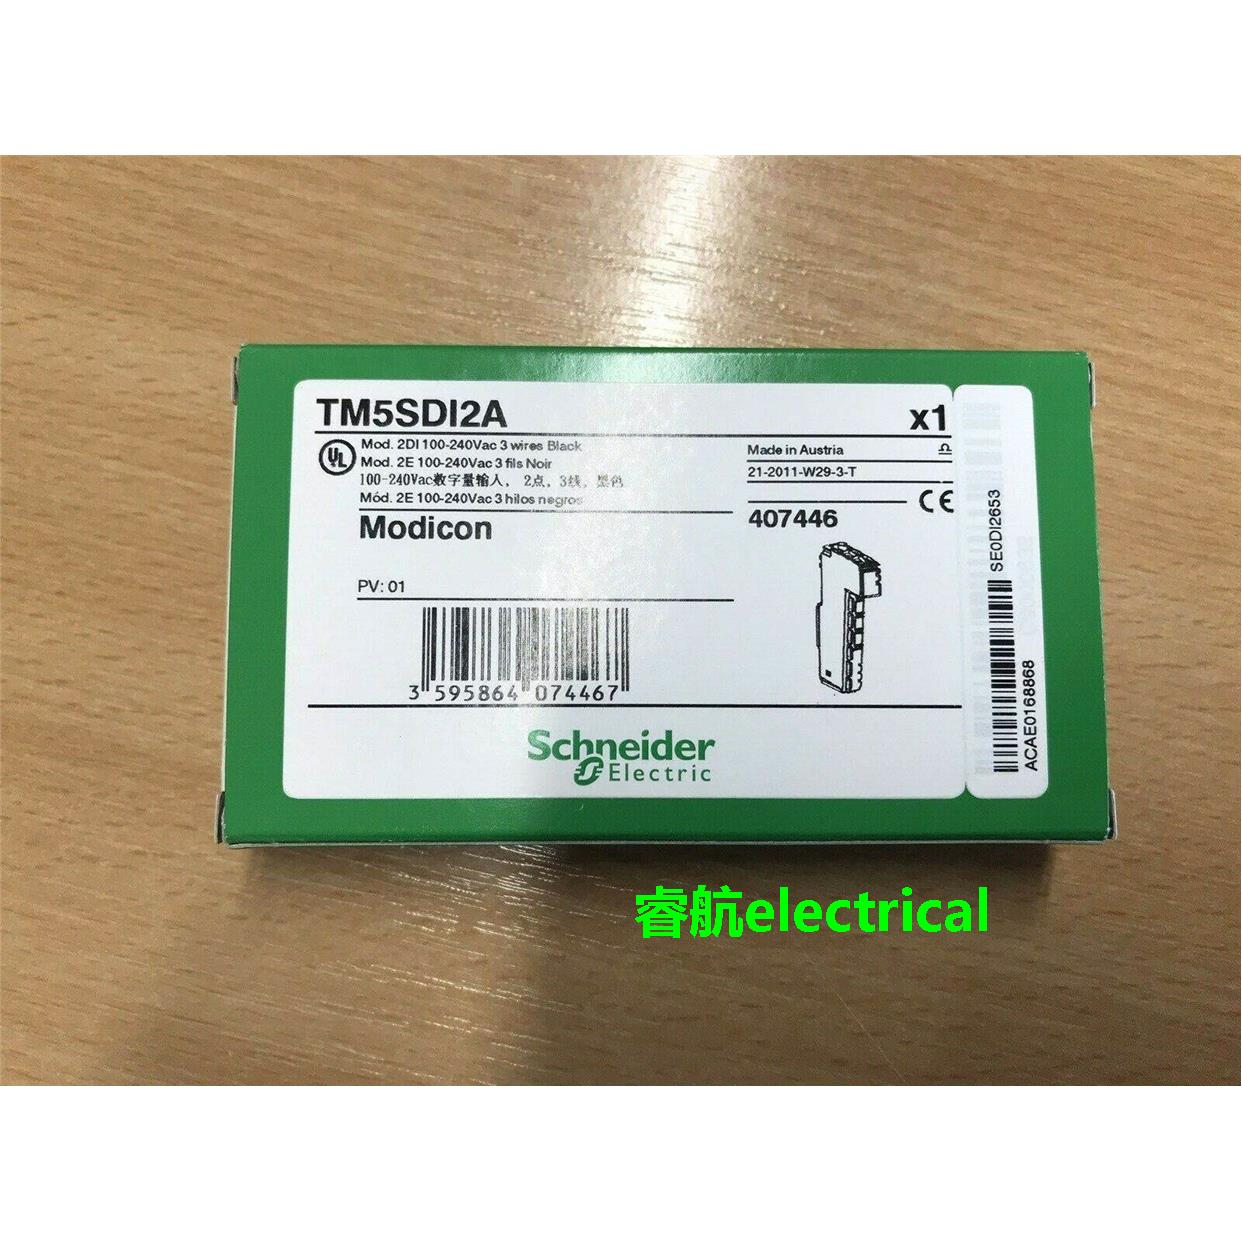 TM5SDI2A
x1
UL
Mod. 2DI 100-240Vac 3 wires Black
Mod. 2E 100-240Vac 3 fils Noir
100-240Vac数字量输入, 2点, 3线, 黑色
Mód. 2E 100-240Vac 3 hilos negros
Modicon
PV: 01
3 595864 074467
Made in Austria
21-2011-W29-3-T
CE
407446
Schneider
Electric
SE0DI2653
ACAE0168868
睿航electrical